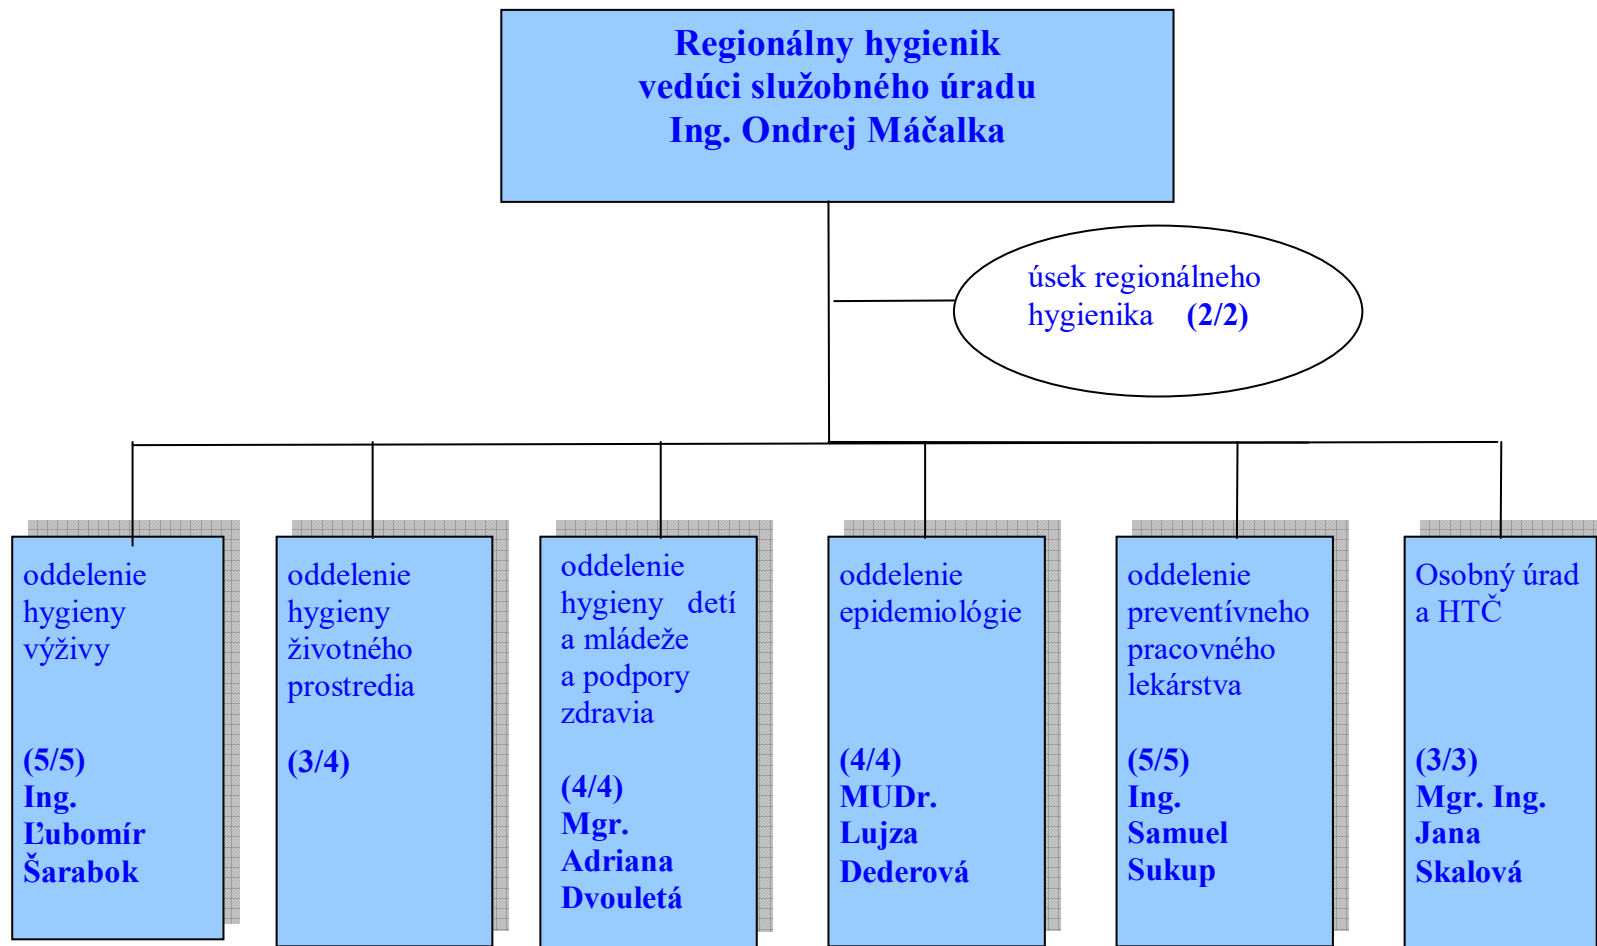 Regionálny hygienik
vedúci služobného úradu
Ing. Ondrej Máčalka
úsek regionálneho
hygienika (2/2)
oddelenie
hygieny
výživy
(5/5)
Ing.
Ľubomír
Šarabok
oddelenie
hygieny
životného
prostredia
(3/4)
oddelenie
hygieny detí
a mládeže
a podpory
zdravia
(4/4)
Mgr.
Adriana
Dvouletá
oddelenie
epidemiológie
(4/4)
MUDr.
Lujza
Dederová
oddelenie
preventívneho
pracovného
lekárstva
(5/5)
Ing.
Samuel
Sukup
Osobný úrad
a HTČ
(3/3)
Mgr. Ing.
Jana
Skalová